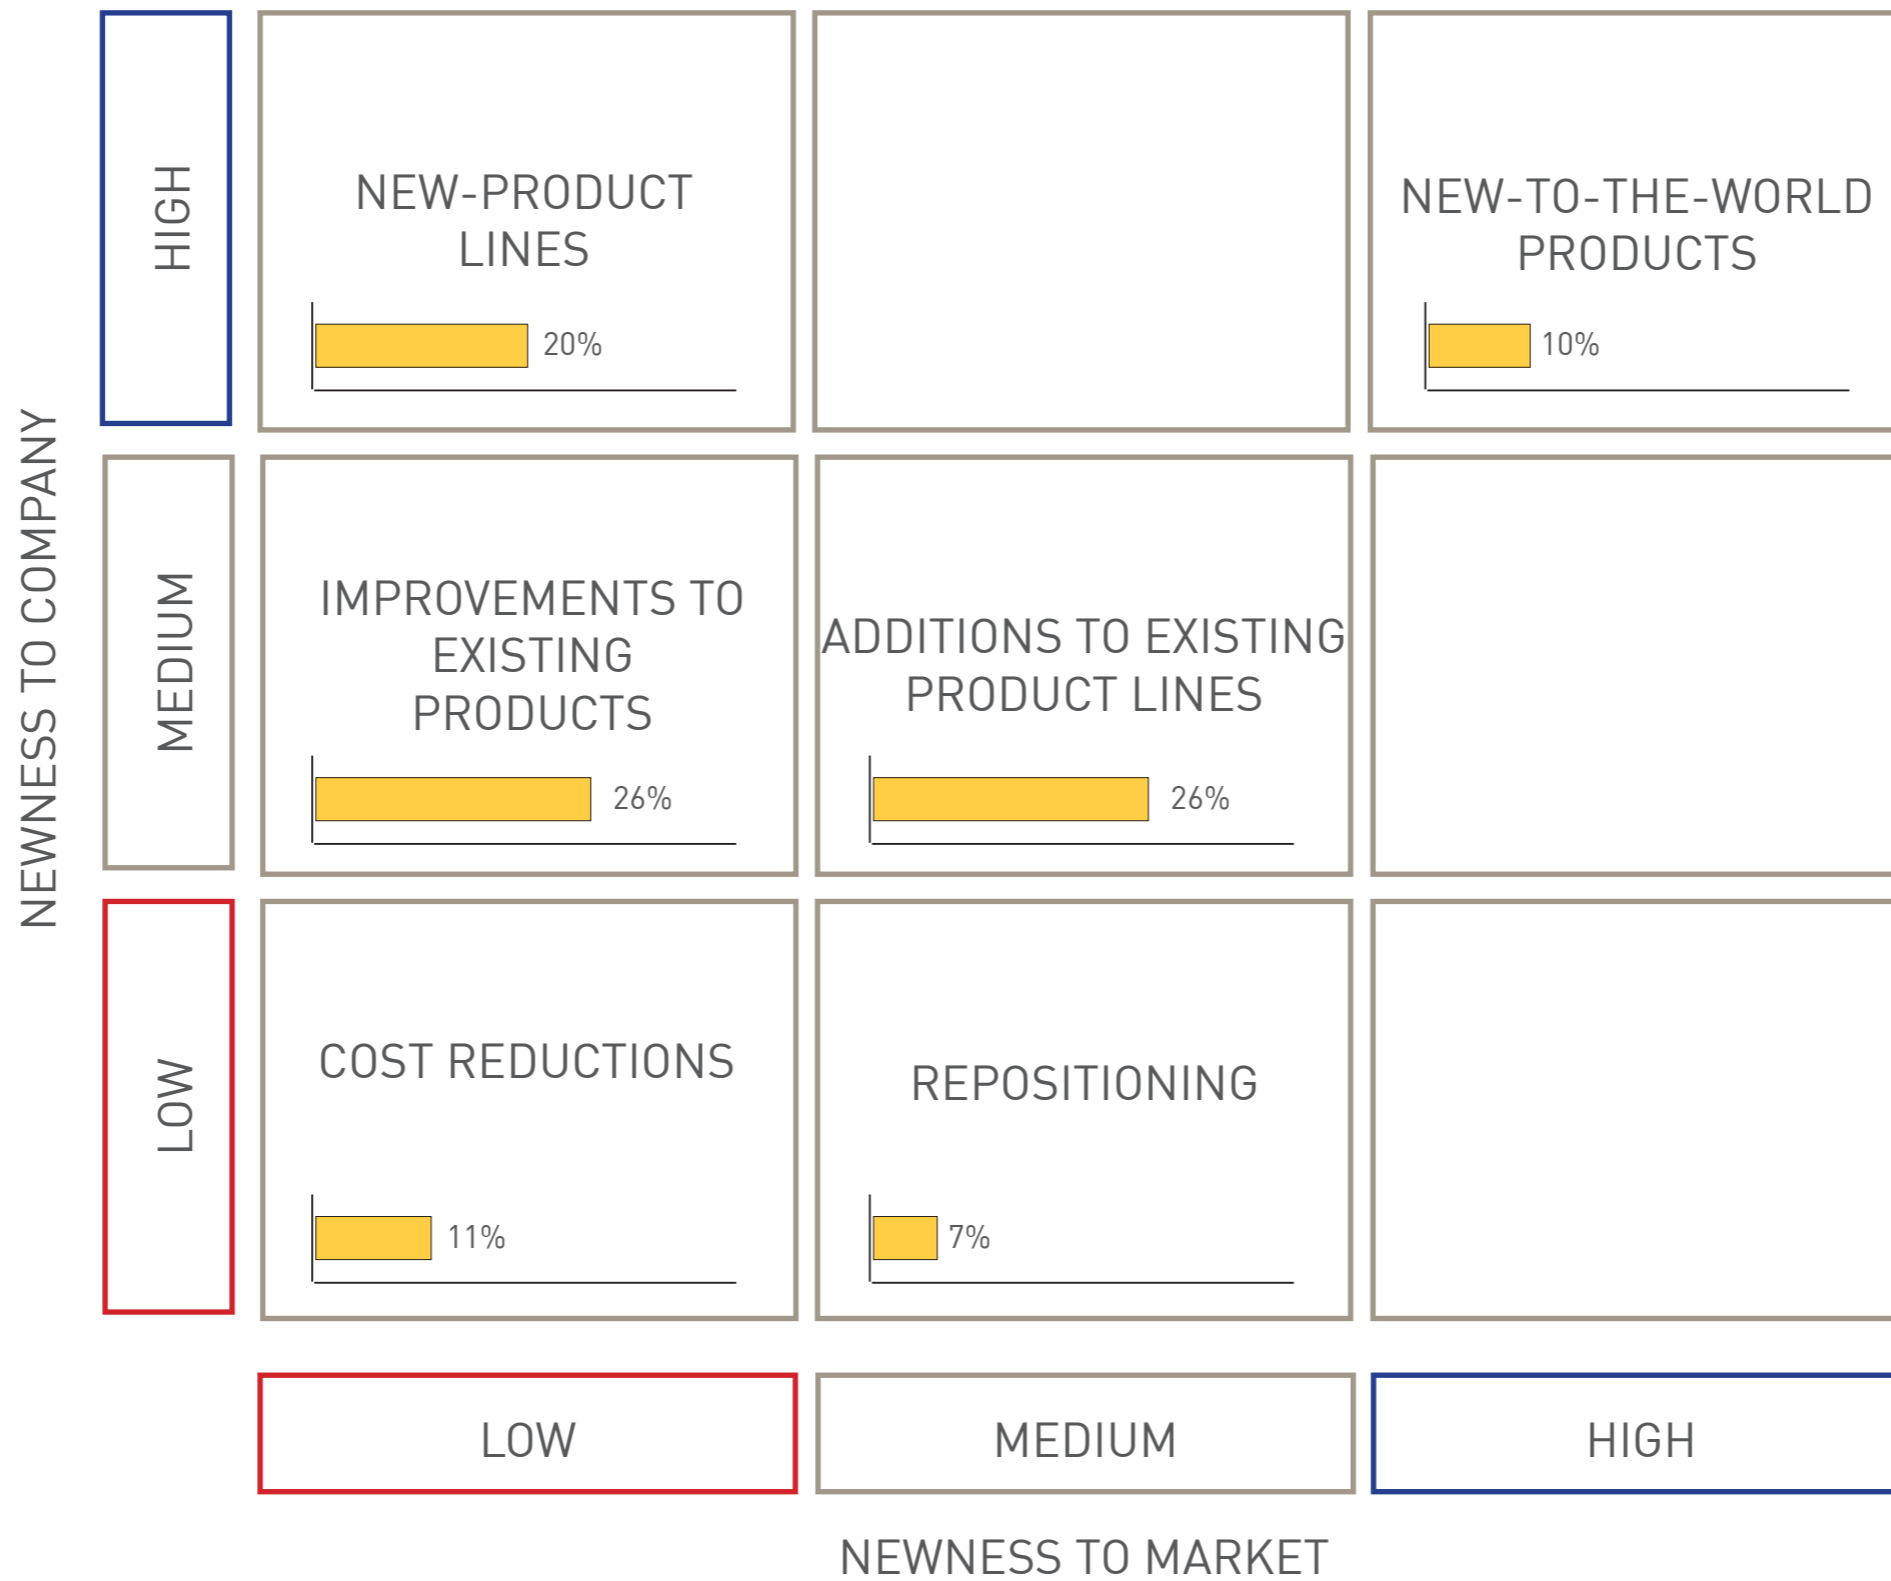 NEWNESS TO COMPANY
HIGH
NEW-PRODUCT
LINES
20%
NEW-TO-THE-WORLD
PRODUCTS
10%
MEDIUM
IMPROVEMENTS TO
EXISTING
PRODUCTS
26%
ADDITIONS TO EXISTING
PRODUCT LINES
26%
LOW
COST REDUCTIONS
11%
REPOSITIONING
7%
LOW
MEDIUM
HIGH
NEWNESS TO MARKET